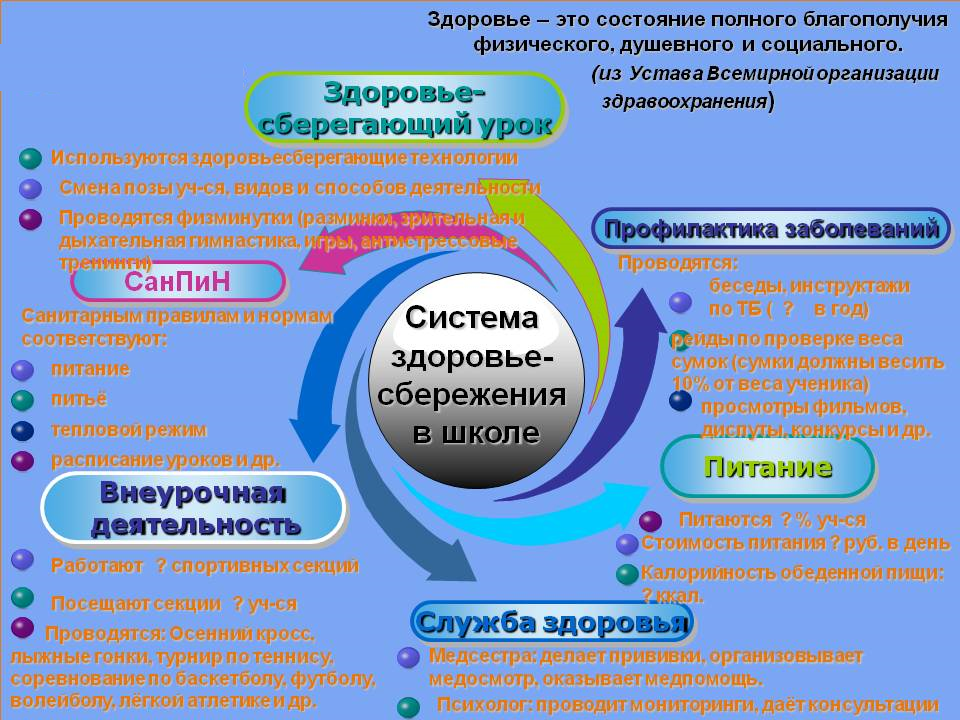 Здоровье – это состояние полного благополучия
физического, душевного и социального.
(из Устава Всемирной организации
здравоохранения)
Здоровье-
сберегающий урок
Используются здоровьесберегающие технологии
Смена позы уч-ся, видов и способов деятельности
Проводятся физминутки (разминки, зрительная и
дыхательная гимнастика, игры, антистрессовые
тренинги)
СанПиН
Санитарным правилам и нормам
соответствуют:
питание
питьё
тепловой режим
расписание уроков и др.
Внеурочная
деятельность
Работают ? спортивных секций
Посещают секции ? уч-ся
Проводятся: Осенний кросс,
лыжные гонки, турнир по теннису,
соревнование по баскетболу, футболу,
волейболу, лёгкой атлетике и др.
Система
здоровье-
сбережения
в школе
Профилактика заболеваний
Проводятся:
беседы, инструктажи
по ТБ ( ? в год)
рейды по проверке веса
сумок (сумки должны весить
10% от веса ученика)
просмотры фильмов,
диспуты, конкурсы и др.
Питание
Питаются ? % уч-ся
Стоимость питания ? руб. в день
Калорийность обеденной пищи:
? ккал.
Служба здоровья
Медсестра: делает прививки, организовывает
медосмотр, оказывает медпомощь.
Психолог: проводит мониторинги, даёт консультации